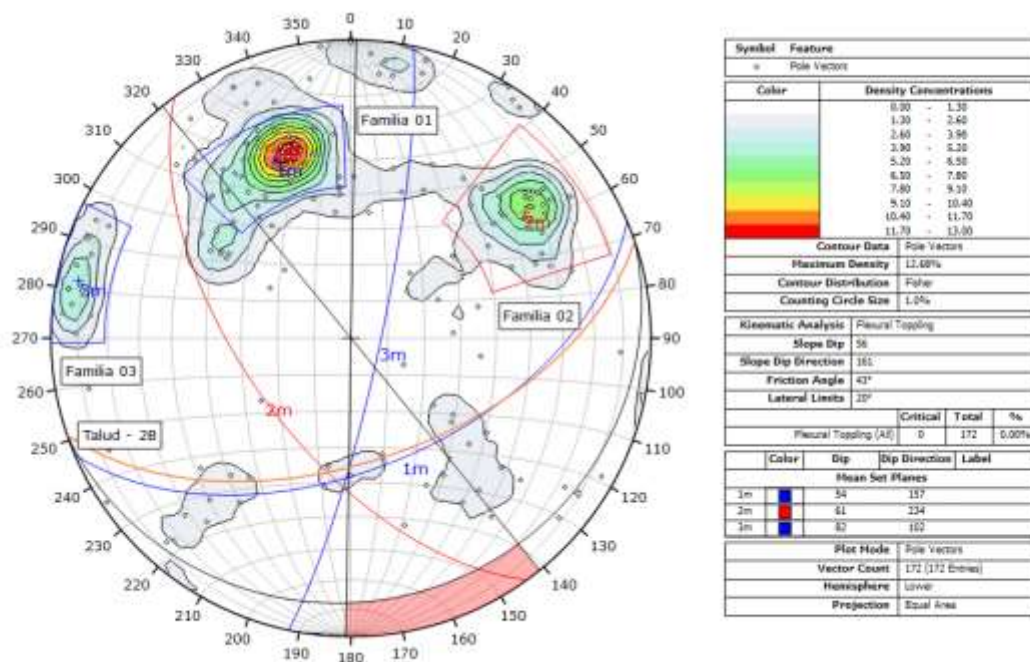 0
10
20
30
40
50
60
70
80
90
100
110
120
130
140
150
160
170
180
190
200
210
220
230
240
250
260
270
280
290
300
310
320
330
340
350
Familia 01
Familia 02
Familia 03
Talud - 2B
1m
2m
3m
1m
2m
3m
Symbol Feature
Pole Vectors
Color Density Concentrations
0.00 - 1.30
1.30 - 2.60
2.60 - 3.90
3.90 - 5.20
5.20 - 6.50
6.50 - 7.80
7.80 - 9.10
9.10 - 10.40
10.40 - 11.70
11.70 - 13.00
Contour Data Pole Vectors
Maximum Density 12.68%
Contour Distribution Fisher
Counting Circle Size 1.0%
Kinematic Analysis Flexural Toppling
Slope Dip 56
Slope Dip Direction 161
Friction Angle 43°
Lateral Limits 20°
Critical Total %
Flexural Toppling (All) 0 172 0.00%
Color Dip Dip Direction Label
Mean Set Planes
1m 54 157
2m 61 234
3m 82 102
Plot Mode Pole Vectors
Vector Count 172 (172 Entries)
Hemisphere Lower
Projection Equal Area